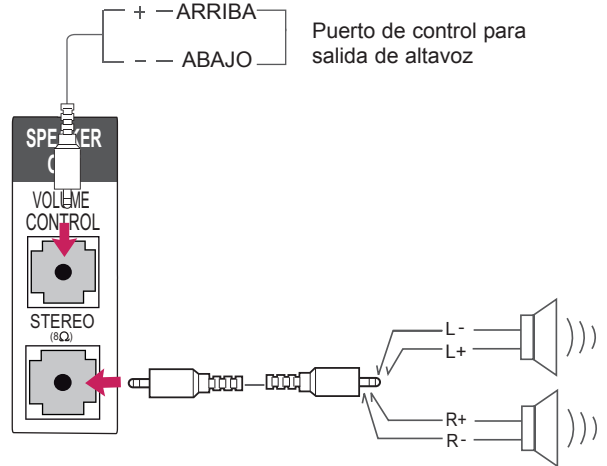 + ARRIBA
- - ABAJO
Puerto de control para
salida de altavoz
VOLUME
CONTROL
STEREO
(8Ω)
L -
L+
R+
R -